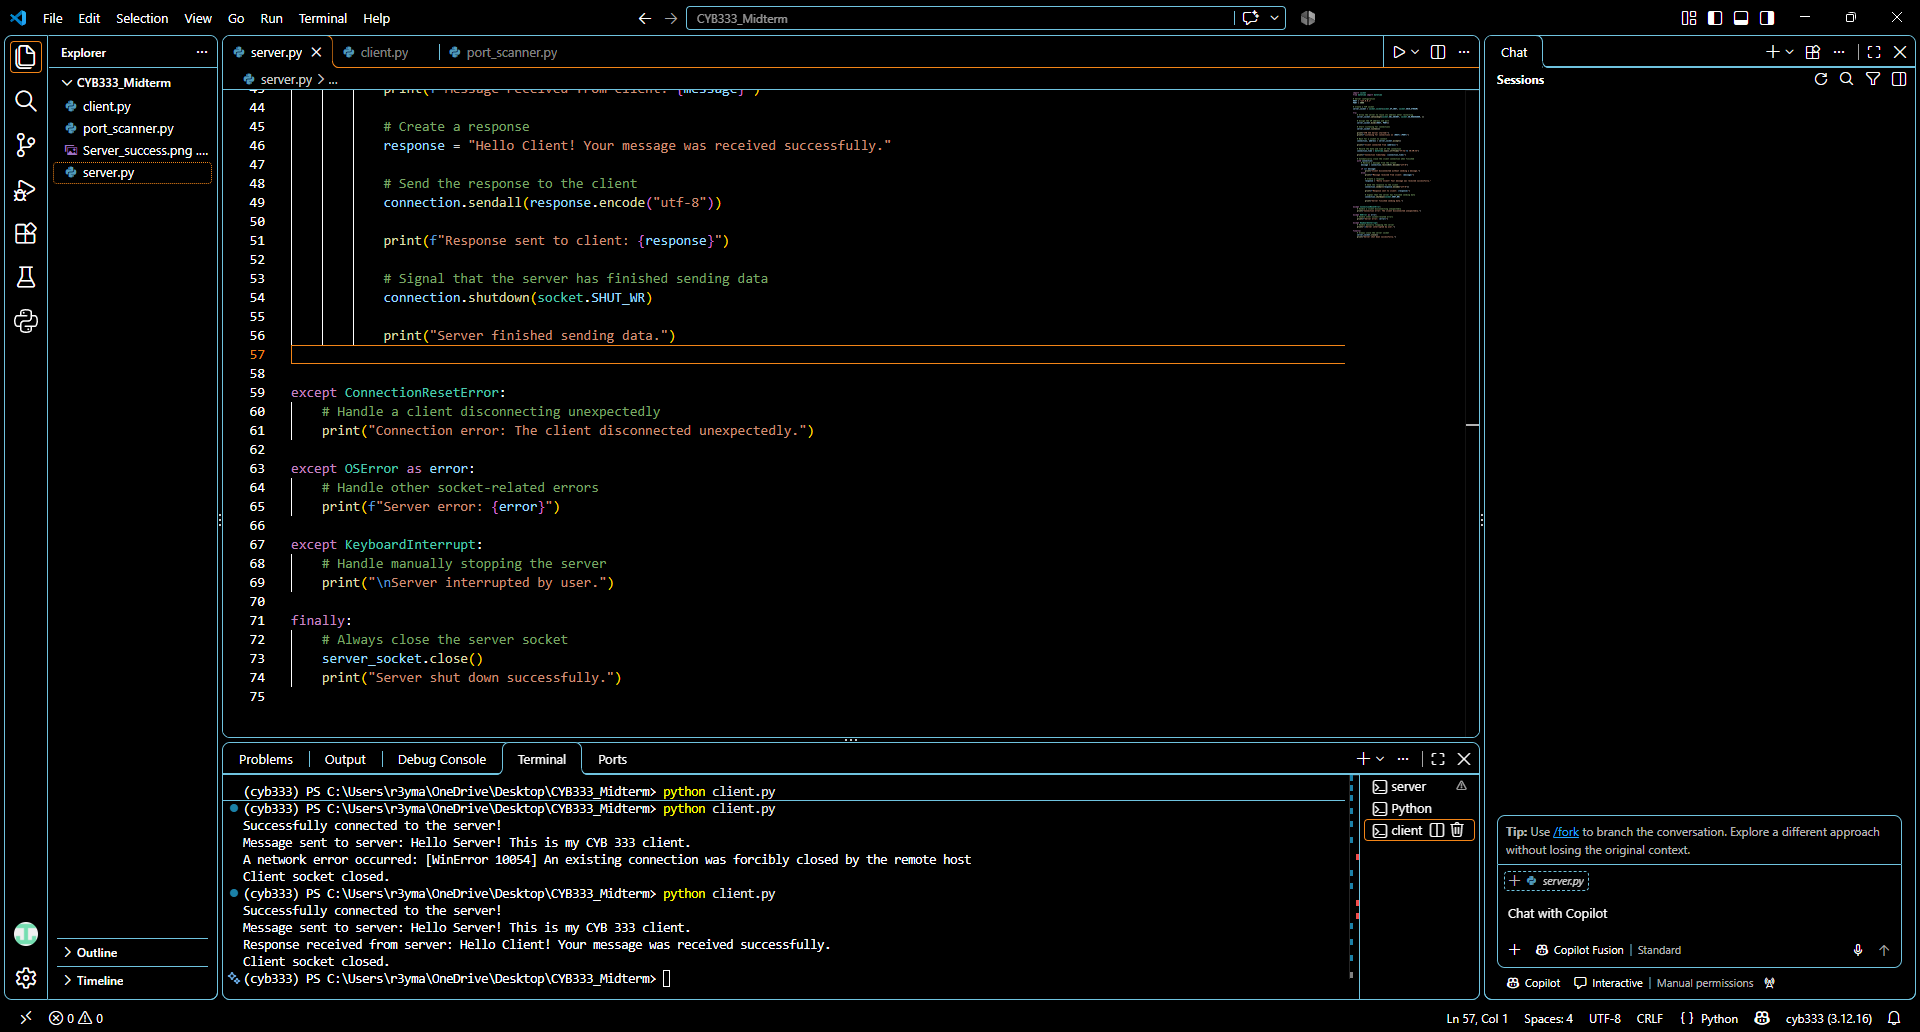 File Edit Selection View Go Run Terminal Help
CYB333_Midterm
Explorer
CYB333_Midterm
client.py
port_scanner.py
Server_success.png ....
server.py
Outline
Timeline
server.py
client.py
port_scanner.py
server.py > ...
44
45 # Create a response
46 response = "Hello Client! Your message was received successfully."
47
48 # Send the response to the client
49 connection.sendall(response.encode("utf-8"))
50
51 print(f"Response sent to client: {response}")
52
53 # Signal that the server has finished sending data
54 connection.shutdown(socket.SHUT_WR)
55
56 print("Server finished sending data.")
57
58
59 except ConnectionResetError:
60 # Handle a client disconnecting unexpectedly
61 print("Connection error: The client disconnected unexpectedly.")
62
63 except OSError as error:
64 # Handle other socket-related errors
65 print(f"Server error: {error}")
66
67 except KeyboardInterrupt:
68 # Handle manually stopping the server
69 print("\nServer interrupted by user.")
70
71 finally:
72 # Always close the server socket
73 server_socket.close()
74 print("Server shut down successfully.")
75
Problems Output Debug Console Terminal Ports
(cyb333) PS C:\Users\r3yma\OneDrive\Desktop\CYB333_Midterm> python client.py
(cyb333) PS C:\Users\r3yma\OneDrive\Desktop\CYB333_Midterm> python client.py
Successfully connected to the server!
Message sent to server: Hello Server! This is my CYB 333 client.
A network error occurred: [WinError 10054] An existing connection was forcibly closed by the remote host
Client socket closed.
(cyb333) PS C:\Users\r3yma\OneDrive\Desktop\CYB333_Midterm> python client.py
Successfully connected to the server!
Message sent to server: Hello Server! This is my CYB 333 client.
Response received from server: Hello Client! Your message was received successfully.
Client socket closed.
(cyb333) PS C:\Users\r3yma\OneDrive\Desktop\CYB333_Midterm>
server
Python
client
Chat
Sessions
Tip: Use /fork to branch the conversation. Explore a different approach
without losing the original context.
server.py
Chat with Copilot
Copilot Fusion | Standard
Copilot Interactive | Manual permissions
0 0
Ln 57, Col 1 Spaces: 4 UTF-8 CRLF { } Python cyb333 (3.12.16)